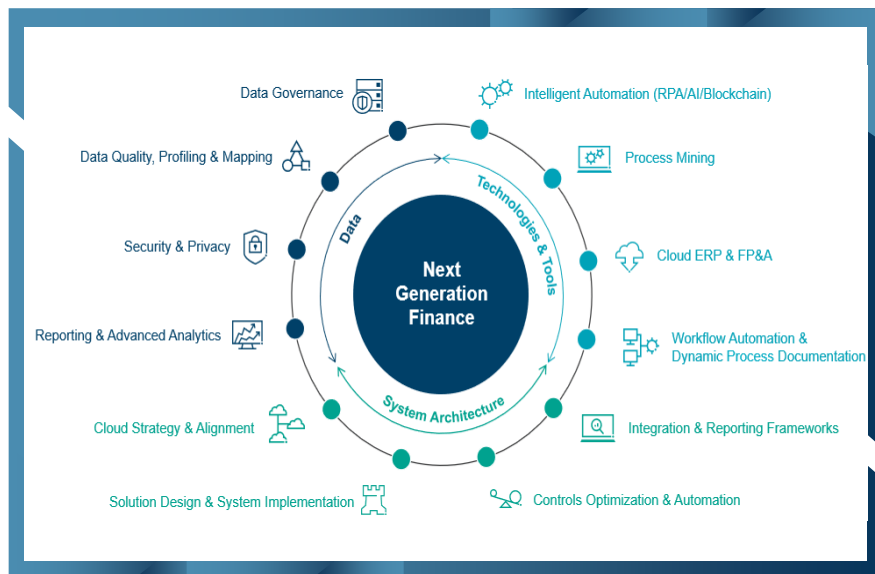 Data Governance
Intelligent Automation (RPA/AI/Blockchain)
Data Quality, Profiling & Mapping
Process Mining
Security & Privacy
Cloud ERP & FP&A
Reporting & Advanced Analytics
Workflow Automation &
Dynamic Process Documentation
Cloud Strategy & Alignment
Integration & Reporting Frameworks
Solution Design & System Implementation
Controls Optimization & Automation
Data
Technologies & Tools
System Architecture
Next
Generation
Finance